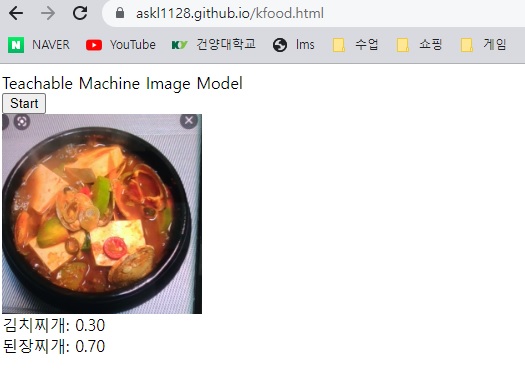 askl1128.github.io/kfood.html
NAVER YouTube KY 건양대학교 lms 수업 쇼핑 게임
Teachable Machine Image Model
Start
김치찌개: 0.30
된장찌개: 0.70